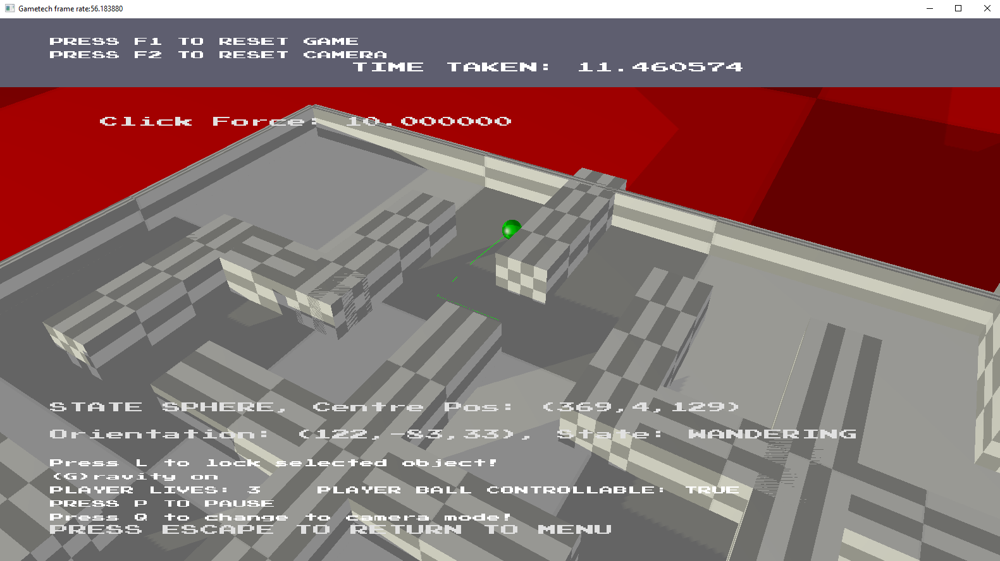 Gametech frame rate:56.183880
PRESS F1 TO RESET GAME
PRESS F2 TO RESET CAMERA
TIME TAKEN: 11.460574
Click Force: 10.000000
STATE SPHERE, Centre Pos: (369,4,129)
Orientation: (122,-83,33), State: WANDERING
Press L to lock selected object!
(G)ravity on
PLAYER LIVES: 3 PLAYER BALL CONTROLLABLE: TRUE
PRESS P TO PAUSE
Press Q to change to camera mode!
PRESS ESCAPE TO RETURN TO MENU